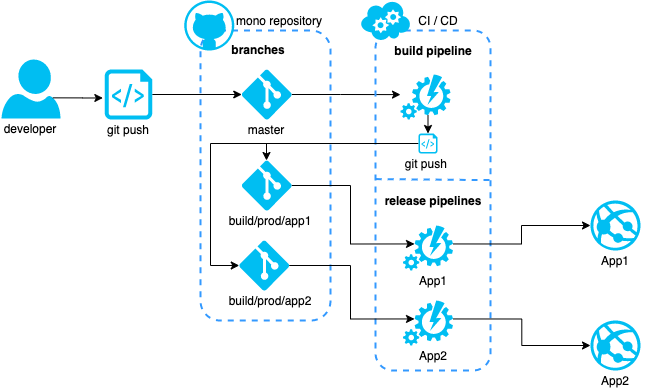 mono repository
CI / CD
branches
build pipeline
developer
git push
master
git push
build/prod/app1
release pipelines
App1
App1
build/prod/app2
App2
App2